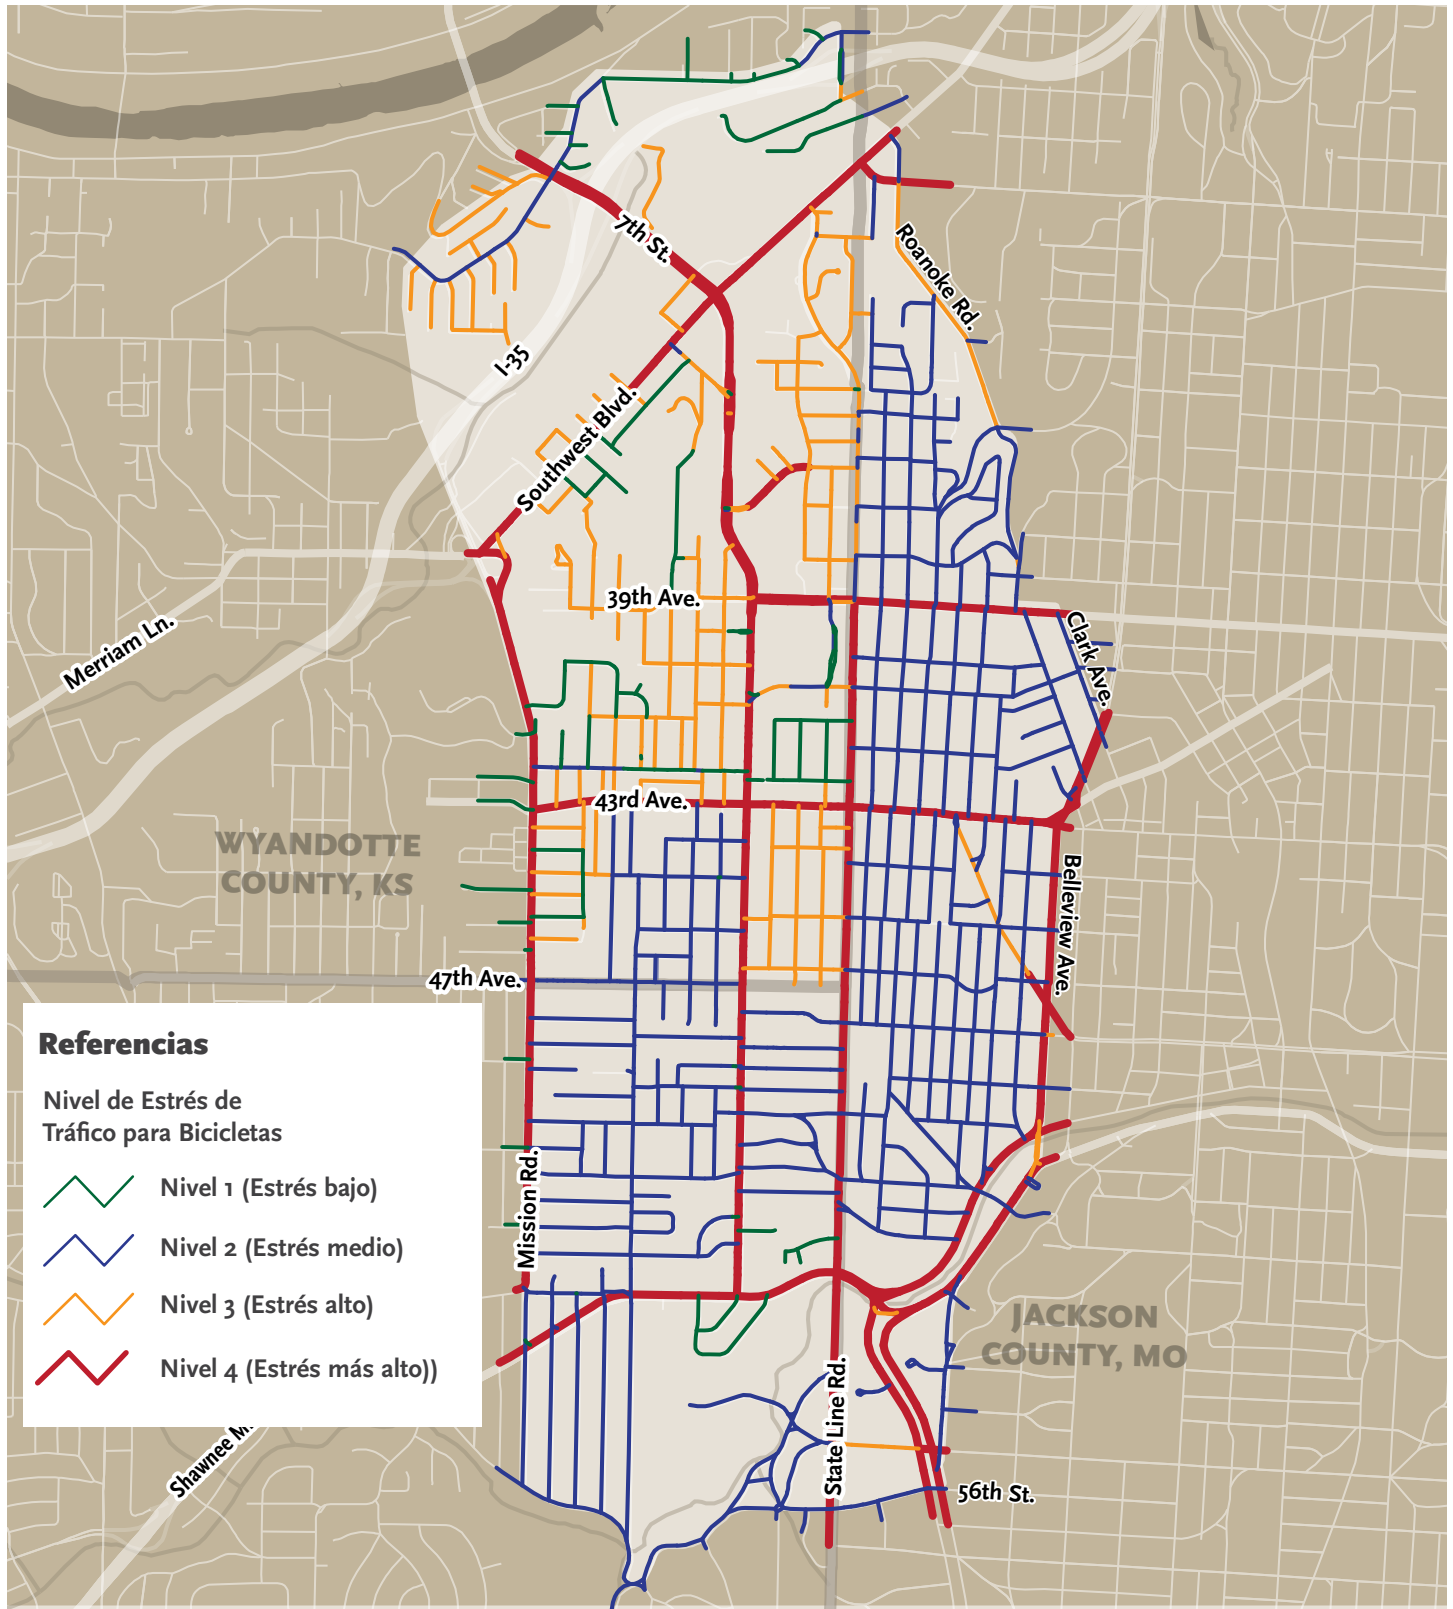 7th St.
Roanoke Rd.
I-35
Southwest Blvd.
39th Ave.
Merriam Ln.
Clark Ave.
43rd Ave.
WYANDOTTE
COUNTY, KS
Belleview Ave.
47th Ave.
Referencias
Nivel de Estrés de
Tráfico para Bicicletas
Nivel 1 (Estrés bajo)
Nivel 2 (Estrés medio)
Nivel 3 (Estrés alto)
Nivel 4 (Estrés más alto))
Mission Rd.
JACKSON
COUNTY, MO
State Line Rd.
Shawnee
56th St.